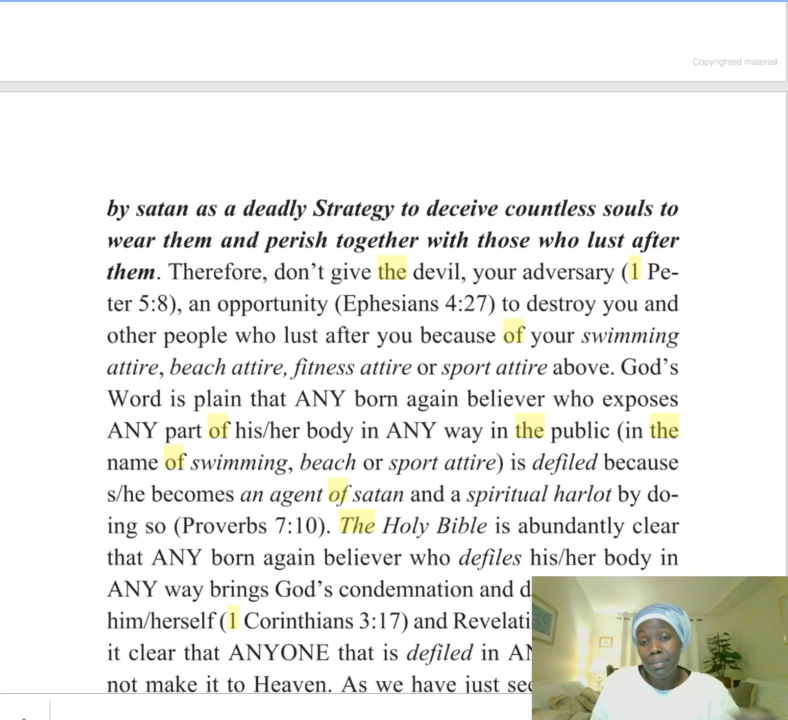 Copyrighted material
by satan as a deadly Strategy to deceive countless souls to
wear them and perish together with those who lust after
them. Therefore, don’t give the devil, your adversary (1 Pe-
ter 5:8), an opportunity (Ephesians 4:27) to destroy you and
other people who lust after you because of your swimming
attire, beach attire, fitness attire or sport attire above. God’s
Word is plain that ANY born again believer who exposes
ANY part of his/her body in ANY way in the public (in the
name of swimming, beach or sport attire) is defiled because
s/he becomes an agent of satan and a spiritual harlot by do-
ing so (Proverbs 7:10). The Holy Bible is abundantly clear
that ANY born again believer who defiles his/her body in
ANY way brings God’s condemnation and
him/herself (1 Corinthians 3:17) and
it clear that ANYONE that is defiled in
not make it to Heaven. As we have just